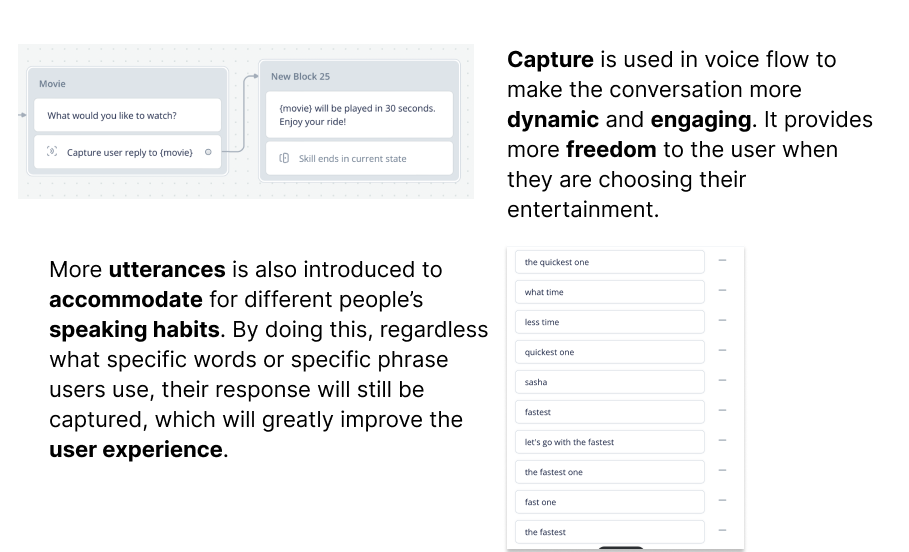 Movie
What would you like to watch?
Capture user reply to {movie}
New Block 25
{movie} will be played in 30 seconds.
Enjoy your ride!
Skill ends in current state
Capture is used in voice flow to
make the conversation more
dynamic and engaging. It provides
more freedom to the user when
they are choosing their
entertainment.
More utterances is also introduced to
accommodate for different people’s
speaking habits. By doing this, regardless
what specific words or specific phrase
users use, their response will still be
captured, which will greatly improve the
user experience.
the quickest one
what time
less time
quickest one
sasha
fastest
let's go with the fastest
the fastest one
fast one
the fastest